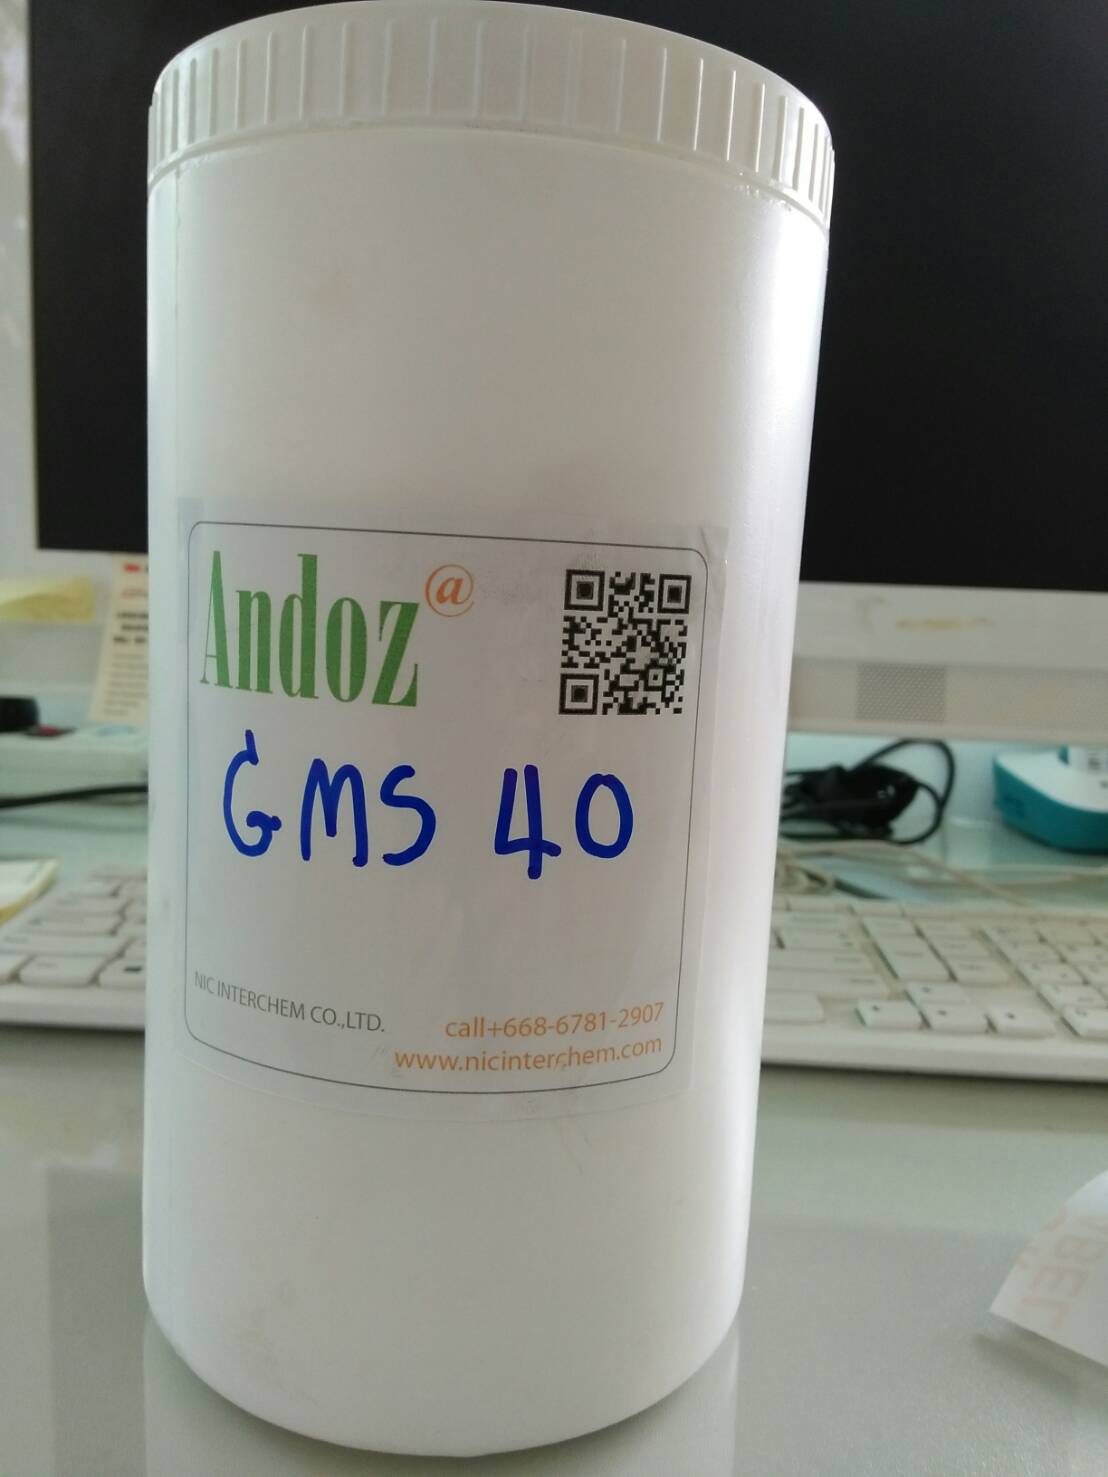 Andoz@
GMS 40
NIC INTERCHEM CO.,LTD.
call+668-6781-2907
www.nicinterchem.com